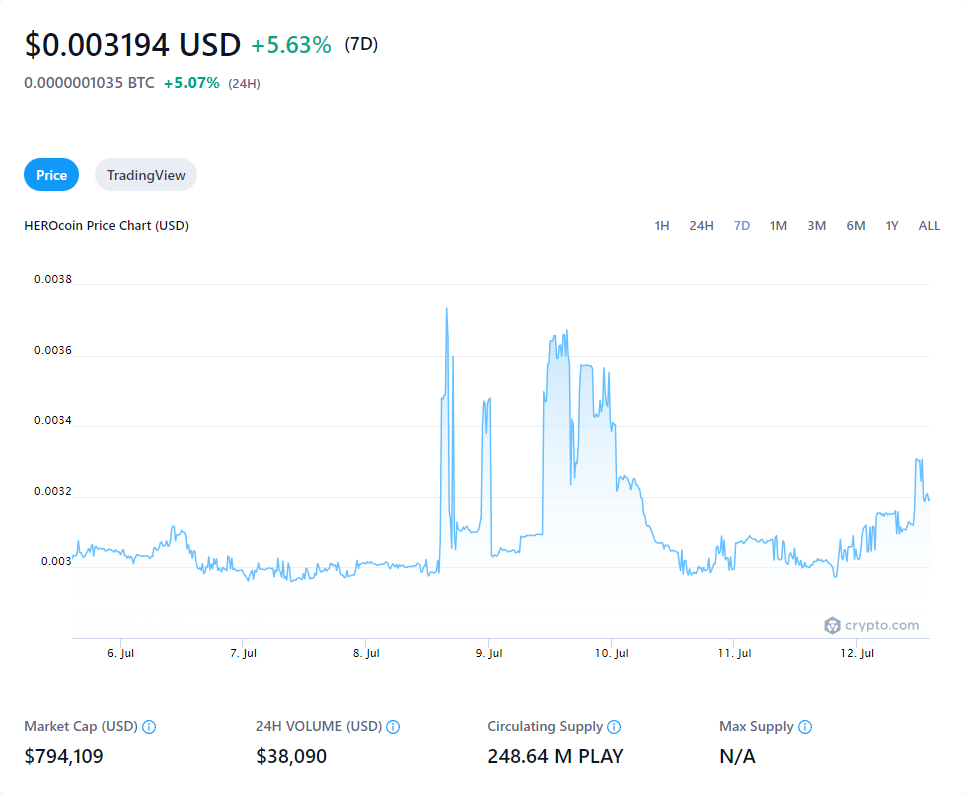 $0.003194 USD +5.63% (7D)
0.0000001035 BTC +5.07% (24H)
Price TradingView
HEROcoin Price Chart (USD) 1H 24H 7D 1M 3M 6M 1Y ALL
0.0038
0.0036
0.0034
0.0032
0.003
crypto.com
6. Jul 7. Jul 8. Jul 9. Jul 10. Jul 11. Jul 12. Jul
Market Cap (USD) 24H VOLUME (USD) Circulating Supply Max Supply
$794,109 $38,090 248.64 M PLAY N/A